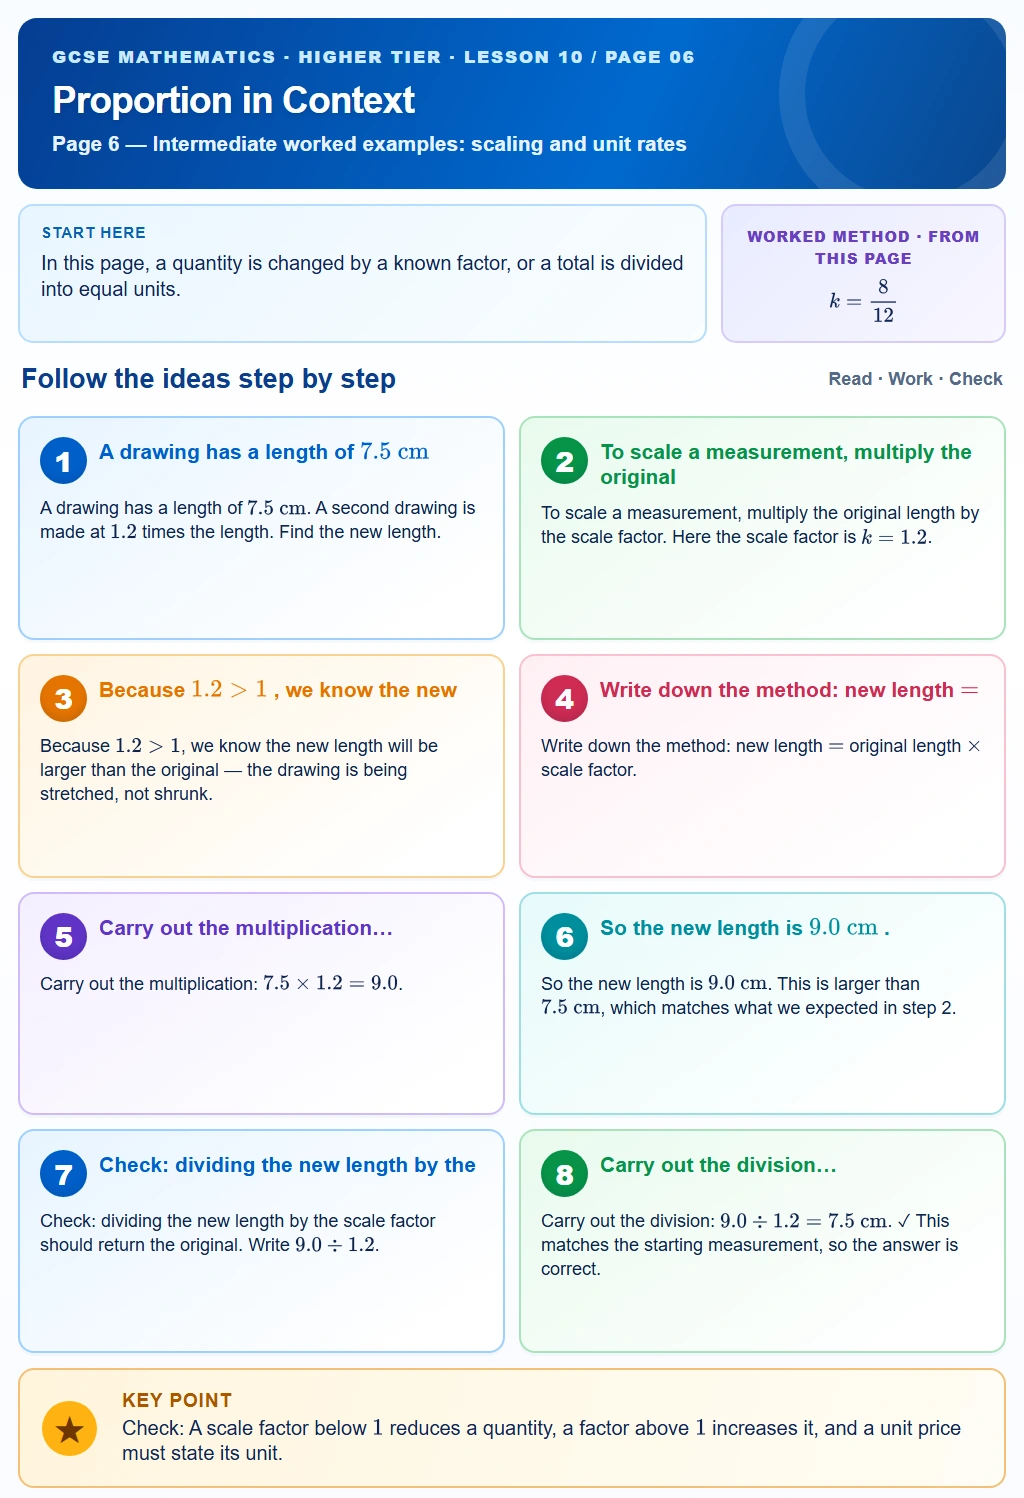 GCSE MATHEMATICS · HIGHER TIER · LESSON 10 / PAGE 06
Proportion in Context
Page 6 — Intermediate worked examples: scaling and unit rates
START HERE
In this page, a quantity is changed by a known factor, or a total is divided
into equal units.
WORKED METHOD · FROM
THIS PAGE
k = 8/12
Follow the ideas step by step
Read · Work · Check
1
A drawing has a length of 7.5 cm
A drawing has a length of 7.5 cm. A second drawing is
made at 1.2 times the length. Find the new length.
2
To scale a measurement, multiply the
original
To scale a measurement, multiply the original length by
the scale factor. Here the scale factor is k = 1.2.
3
Because 1.2 > 1 , we know the new
Because 1.2 > 1, we know the new length will be
larger than the original — the drawing is being
stretched, not shrunk.
4
Write down the method: new length =
Write down the method: new length = original length ×
scale factor.
5
Carry out the multiplication…
Carry out the multiplication: 7.5 × 1.2 = 9.0.
6
So the new length is 9.0 cm .
So the new length is 9.0 cm. This is larger than
7.5 cm, which matches what we expected in step 2.
7
Check: dividing the new length by the
Check: dividing the new length by the scale factor
should return the original. Write 9.0 ÷ 1.2.
8
Carry out the division…
Carry out the division: 9.0 ÷ 1.2 = 7.5 cm. ✓ This
matches the starting measurement, so the answer is
correct.
KEY POINT
Check: A scale factor below 1 reduces a quantity, a factor above 1 increases it, and a unit price
must state its unit.